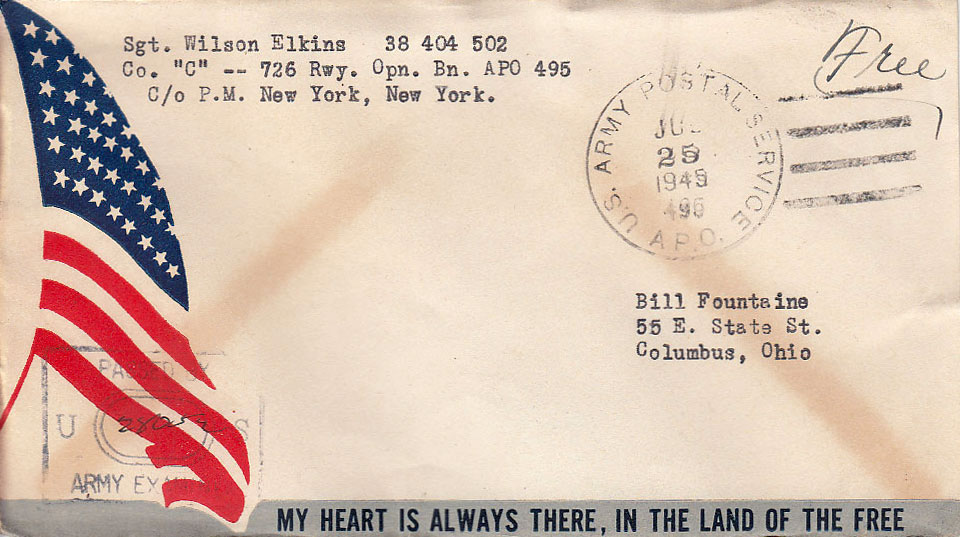 Sgt. Wilson Elkins 38 404 502
Co. "C" -- 726 Rwy. Opn. Bn. APO 495
C/o P.M. New York, New York.
Free
U.S. ARMY POSTAL SERVICE
25
1945
495
A.P.O.
Bill Fountaine
55 E. State St.
Columbus, Ohio
PASSED BY
U S
ARMY
MY HEART IS ALWAYS THERE, IN THE LAND OF THE FREE